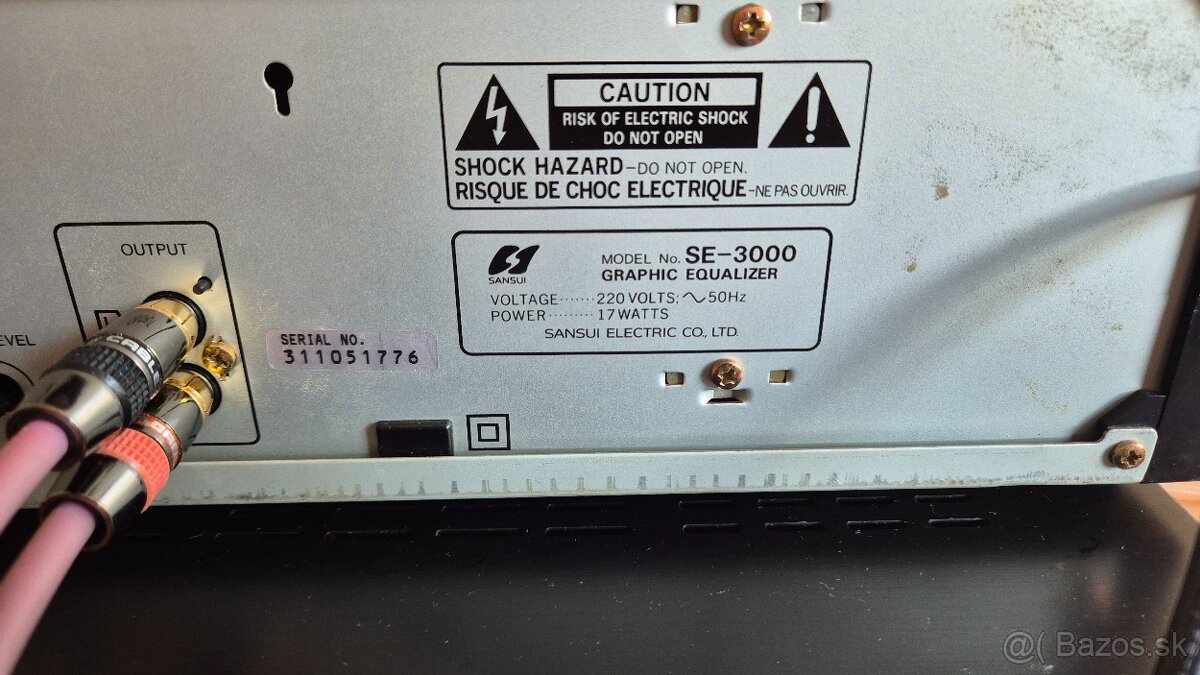 CAUTION
RISK OF ELECTRIC SHOCK
DO NOT OPEN
SHOCK HAZARD–DO NOT OPEN.
RISQUE DE CHOC ELECTRIQUE–NE PAS OUVRIR.
OUTPUT
EVEL
SERIAL NO.
311051776
SANSUI
MODEL No. SE–3000
GRAPHIC EQUALIZER
VOLTAGE······· 220 VOLTS; ∿ 50Hz
POWER ········· 17 WATTS
SANSUI ELECTRIC CO., LTD.
@( Bazos.sk